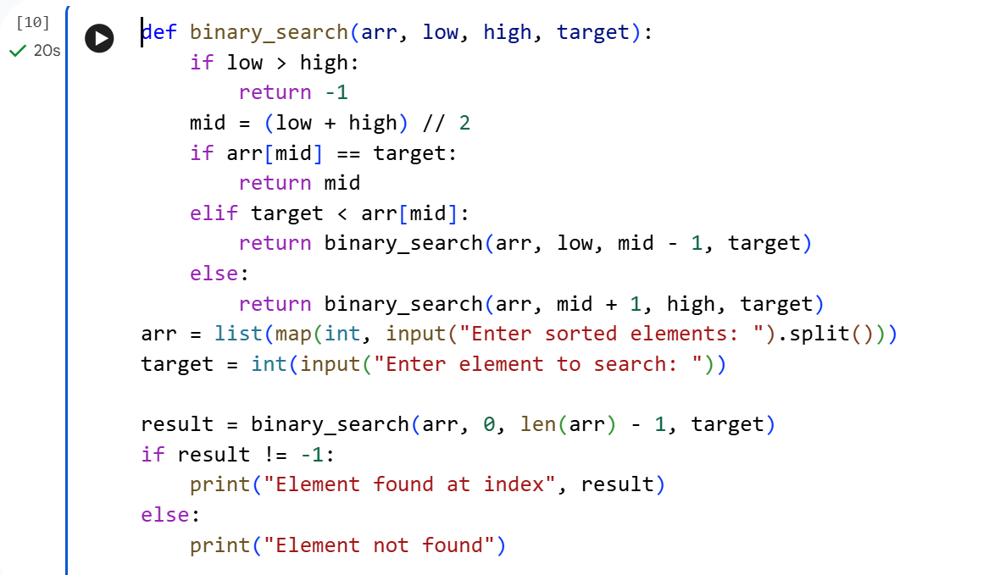 [10]
20s
def binary_search(arr, low, high, target):
    if low > high:
        return -1
    mid = (low + high) // 2
    if arr[mid] == target:
        return mid
    elif target < arr[mid]:
        return binary_search(arr, low, mid - 1, target)
    else:
        return binary_search(arr, mid + 1, high, target)
arr = list(map(int, input("Enter sorted elements: ").split()))
target = int(input("Enter element to search: "))

result = binary_search(arr, 0, len(arr) - 1, target)
if result != -1:
    print("Element found at index", result)
else:
    print("Element not found")